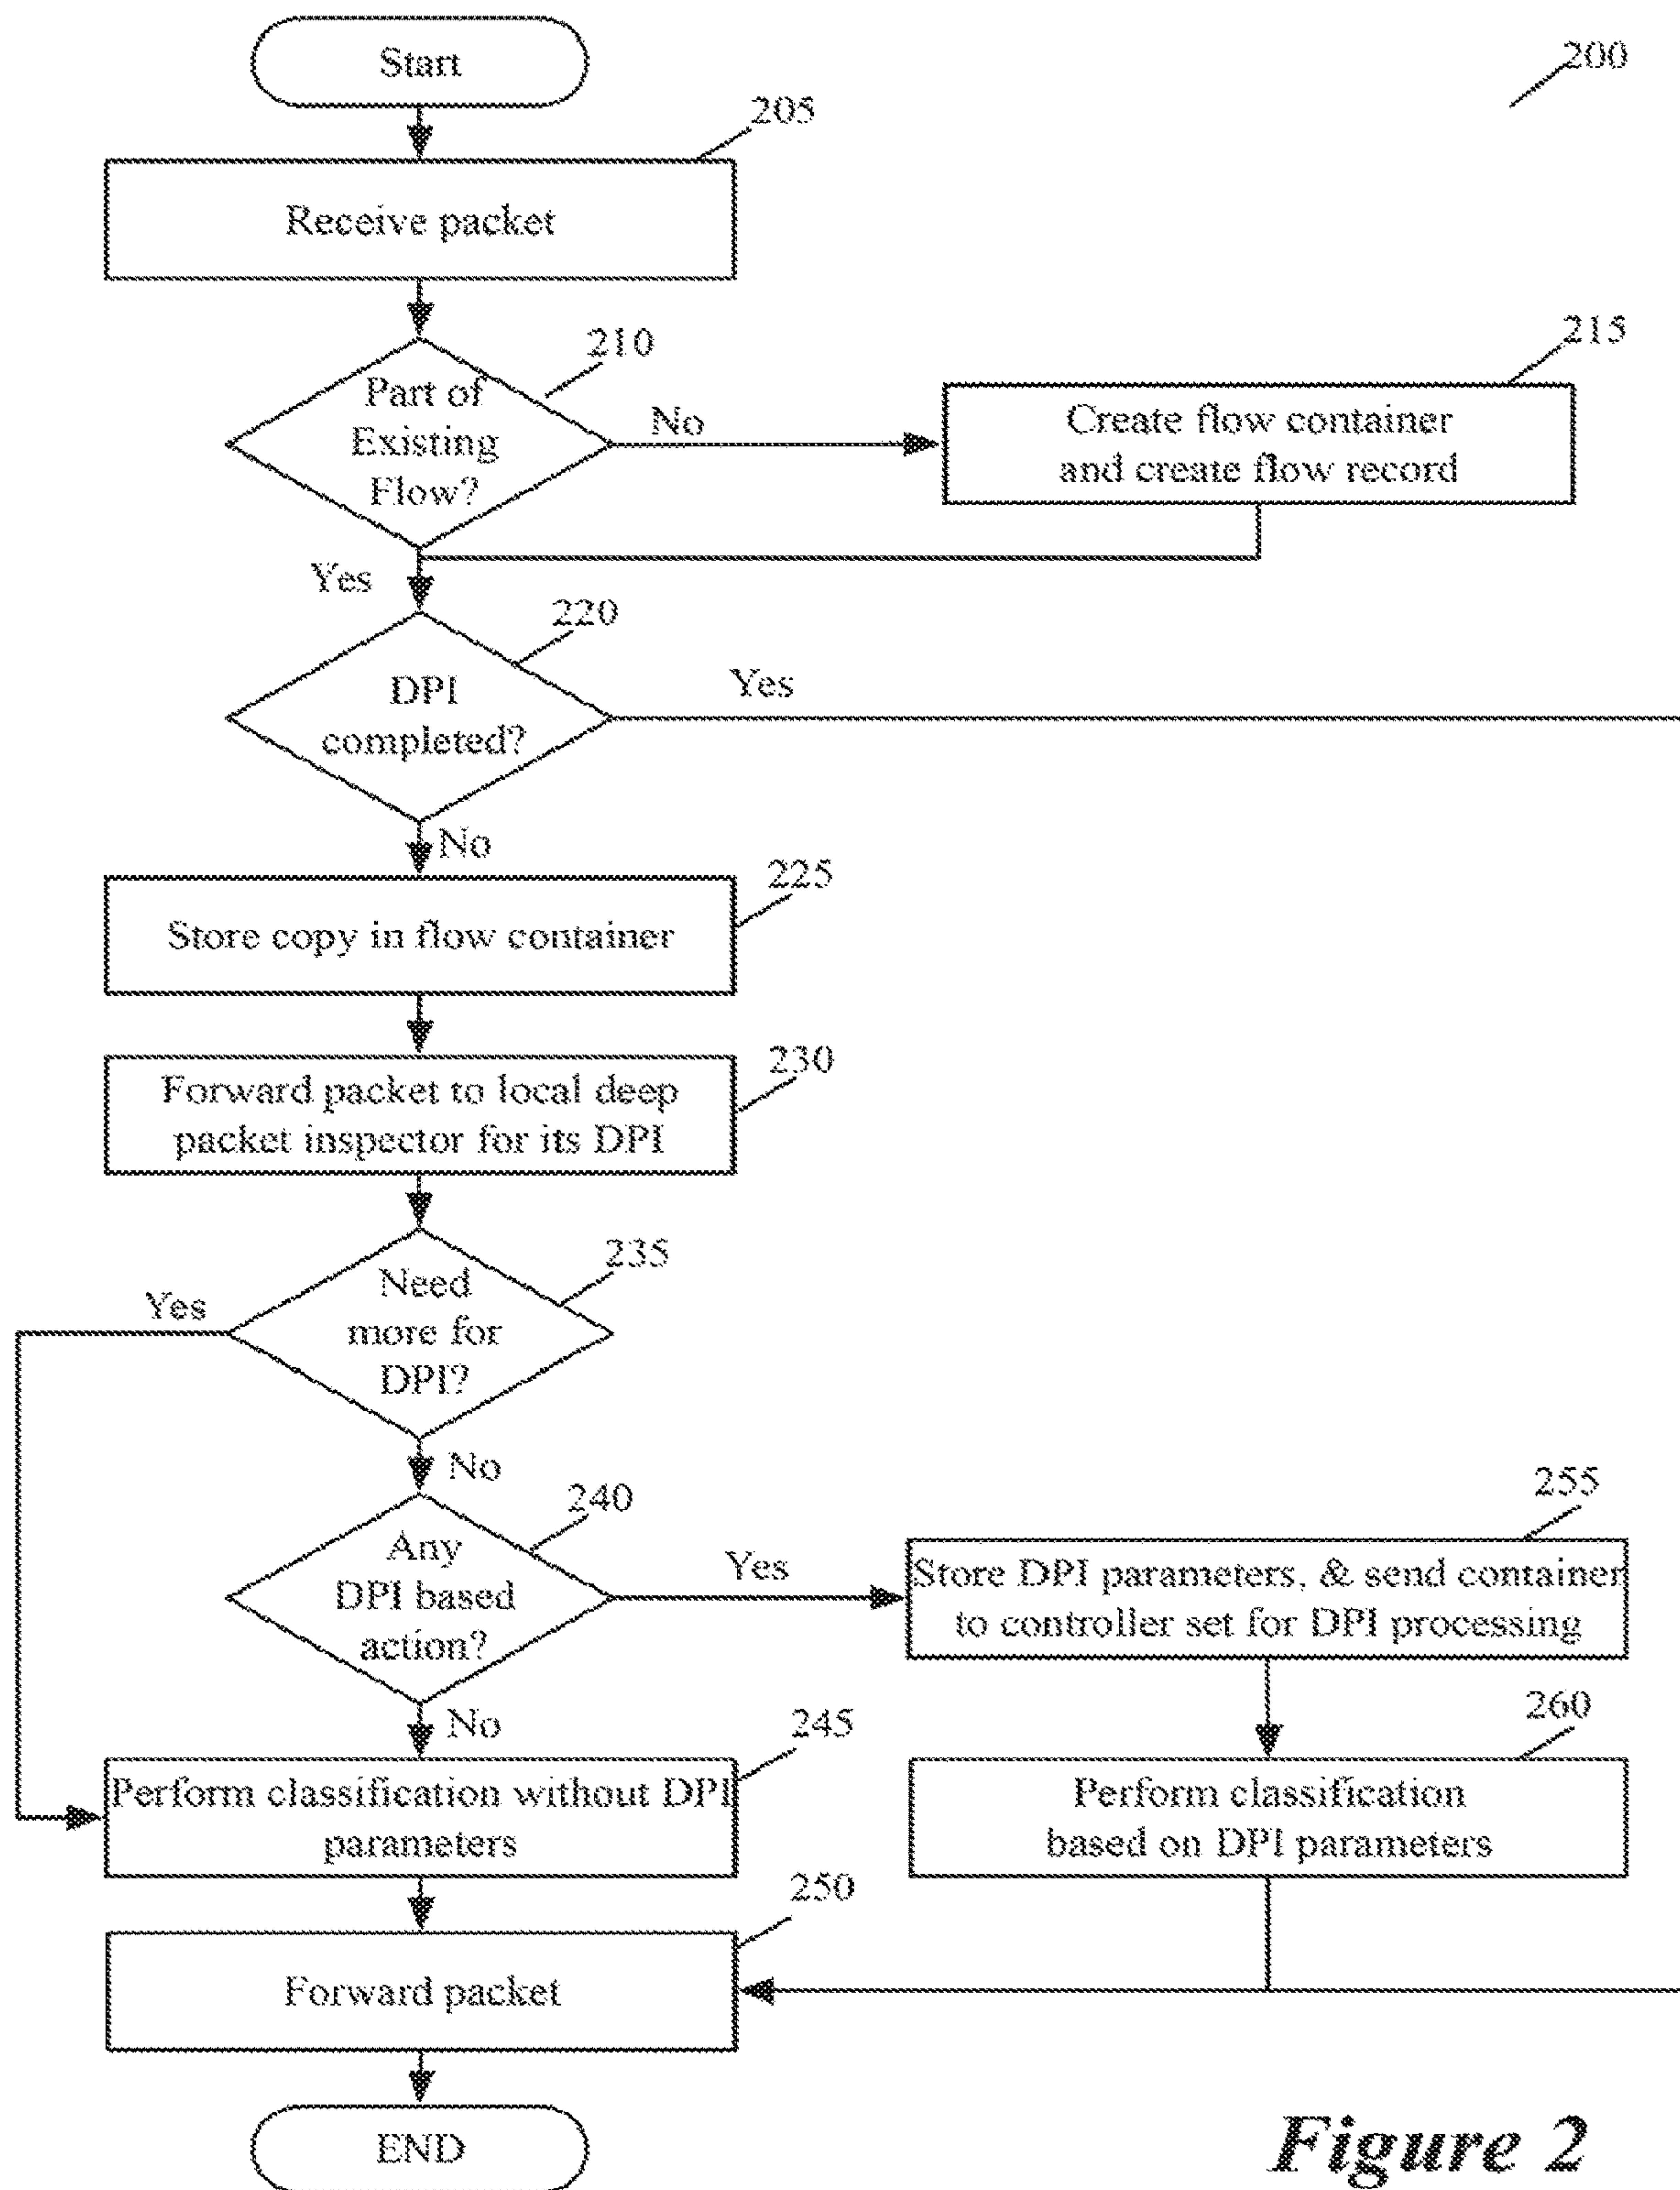 Start
200
205
Receive packet
210
Part of
Existing
Flow?
No
215
Create flow container
and create flow record
Yes
220
DPI
completed?
Yes
No
225
Store copy in flow container
230
Forward packet to local deep
packet inspector for its DPI
235
Need
more for
DPI?
Yes
No
240
Any
DPI based
action?
Yes
255
Store DPI parameters, & send container
to controller set for DPI processing
No
245
Perform classification without DPI
parameters
260
Perform classification
based on DPI parameters
250
Forward packet
END
Figure 2